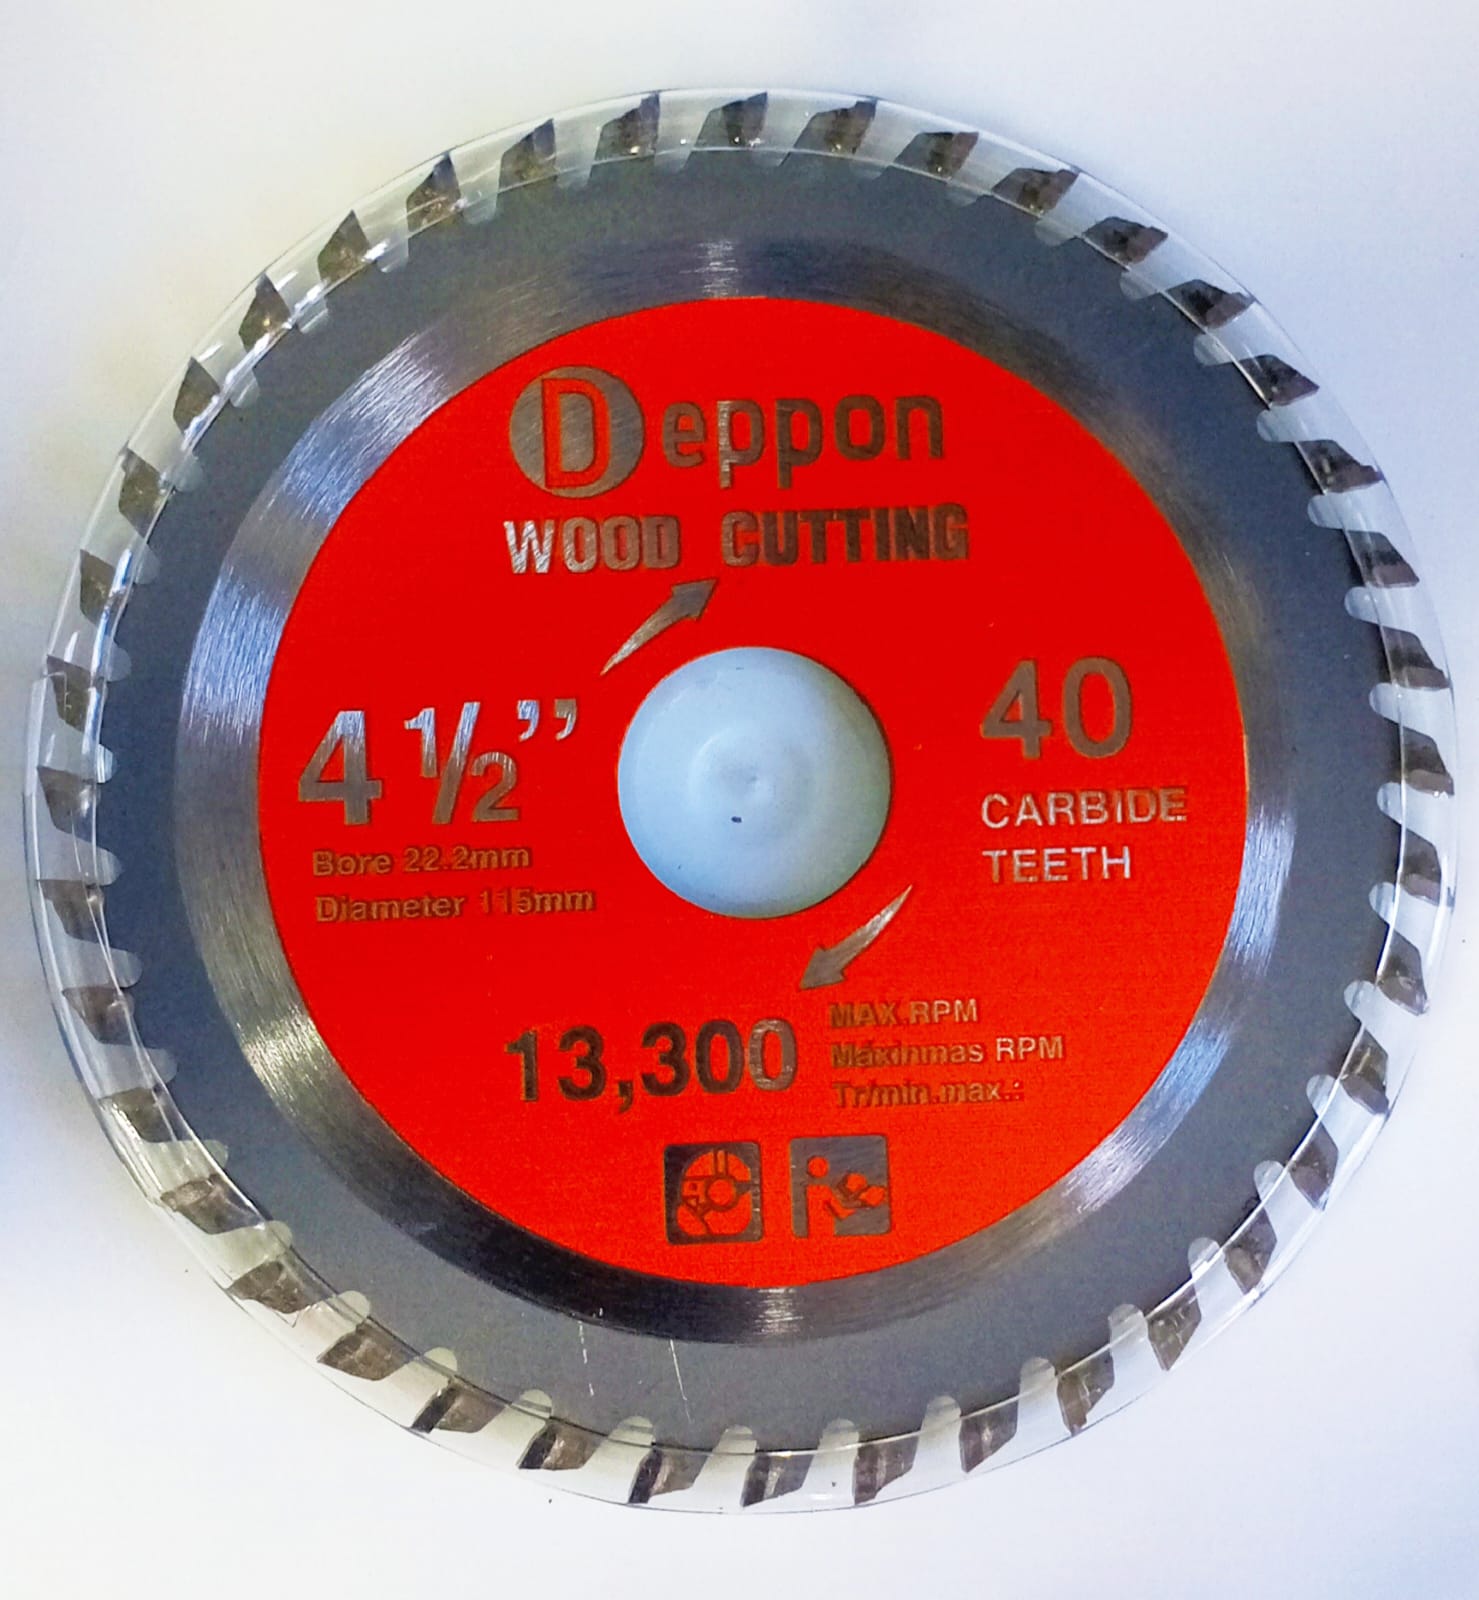 Deppon
WOOD CUTTING
4 1/2”
Bore 22.2mm
Diameter 115mm
40
CARBIDE
TEETH
13,300
MAX.RPM
Maxinmas RPM
Tr/min.max.: